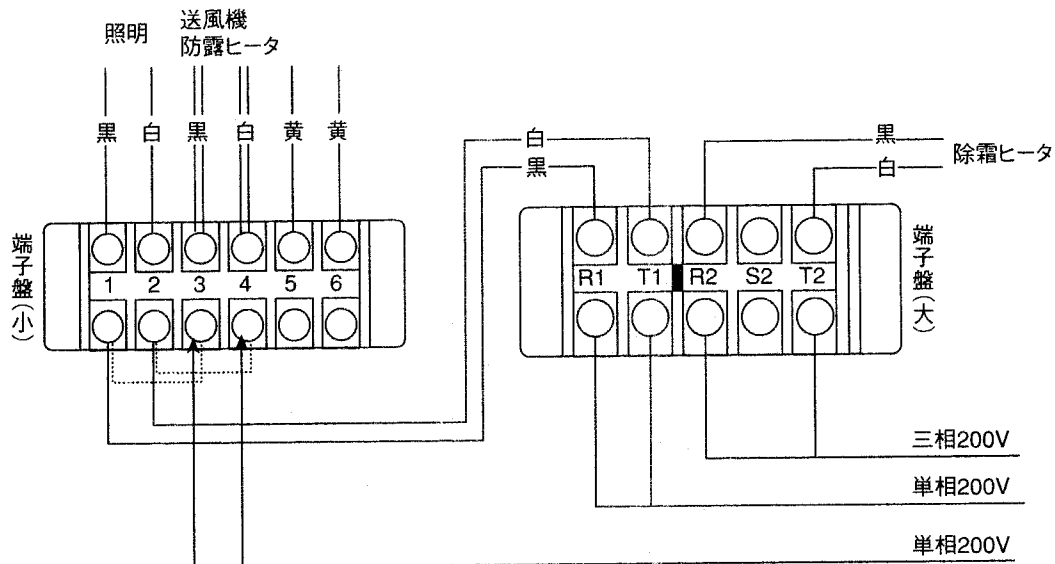 照明
送風機
防露ヒータ
黒 白 黒 白 黄 黄
白
黒
黒
白
除霜ヒータ
端子盤(小)
1 2 3 4 5 6
R1 T1 R2 S2 T2
端子盤(大)
三相200V
単相200V
単相200V